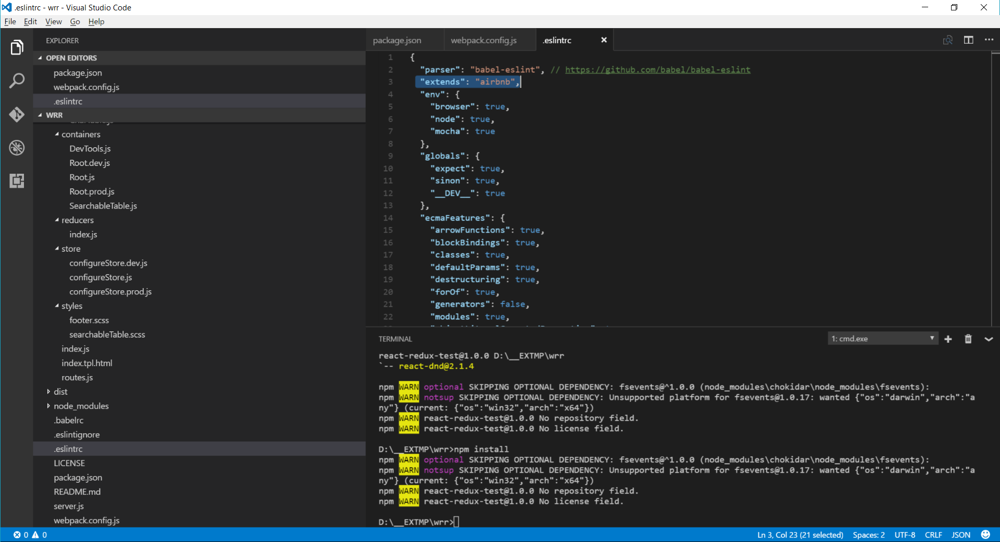 .eslintrc - wrr - Visual Studio Code
File Edit View Go Help
EXPLORER
OPEN EDITORS
package.json
webpack.config.js
.eslintrc
WRR
containers
DevTools.js
Root.dev.js
Root.js
Root.prod.js
SearchableTable.js
reducers
index.js
store
configureStore.dev.js
configureStore.js
configureStore.prod.js
styles
footer.scss
searchableTable.scss
index.js
index.tpl.html
routes.js
dist
node_modules
.babelrc
.eslintignore
.eslintrc
LICENSE
package.json
README.md
server.js
webpack.config.js
package.json webpack.config.js .eslintrc
1 {
2 "parser": "babel-eslint", // https://github.com/babel/babel-eslint
3 "extends": "airbnb",
4 "env": {
5 "browser": true,
6 "node": true,
7 "mocha": true
8 },
9 "globals": {
10 "expect": true,
11 "sinon": true,
12 "__DEV__": true
13 },
14 "ecmaFeatures": {
15 "arrowFunctions": true,
16 "blockBindings": true,
17 "classes": true,
18 "defaultParams": true,
19 "destructuring": true,
20 "forOf": true,
21 "generators": false,
22 "modules": true,
TERMINAL 1: cmd.exe
react-redux-test@1.0.0 D:\__EXTMP\wrr
`-- react-dnd@2.1.4
npm WARN optional SKIPPING OPTIONAL DEPENDENCY: fsevents@^1.0.0 (node_modules\chokidar\node_modules\fsevents):
npm WARN notsup SKIPPING OPTIONAL DEPENDENCY: Unsupported platform for fsevents@1.0.17: wanted {"os":"darwin","arch":"a
ny"} (current: {"os":"win32","arch":"x64"})
npm WARN react-redux-test@1.0.0 No repository field.
npm WARN react-redux-test@1.0.0 No license field.
D:\__EXTMP\wrr>npm install
npm WARN optional SKIPPING OPTIONAL DEPENDENCY: fsevents@^1.0.0 (node_modules\chokidar\node_modules\fsevents):
npm WARN notsup SKIPPING OPTIONAL DEPENDENCY: Unsupported platform for fsevents@1.0.17: wanted {"os":"darwin","arch":"a
ny"} (current: {"os":"win32","arch":"x64"})
npm WARN react-redux-test@1.0.0 No repository field.
npm WARN react-redux-test@1.0.0 No license field.
D:\__EXTMP\wrr>
0 0 Ln 3, Col 23 (21 selected) Spaces: 2 UTF-8 CRLF JSON